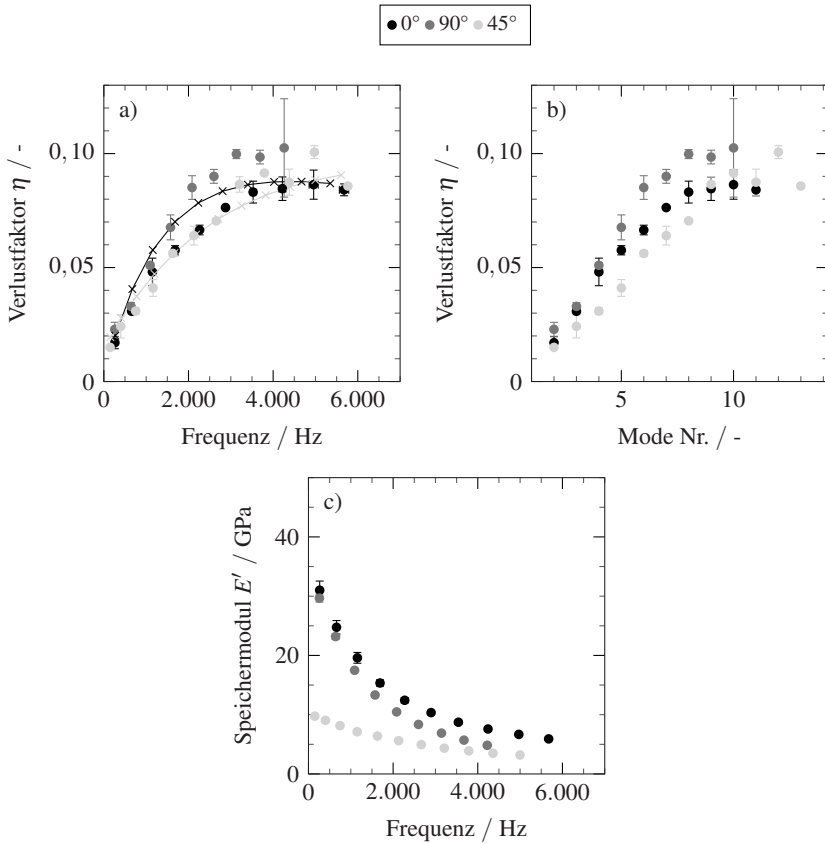 0° 90° 45°
a)
Verlustfaktor η / -
0,10
0,05
0
0 2.000 4.000 6.000
Frequenz / Hz
b)
Verlustfaktor η / -
0,10
0,05
0
5 10
Mode Nr. / -
c)
Speichermodul E′ / GPa
40
20
0
0 2.000 4.000 6.000
Frequenz / Hz